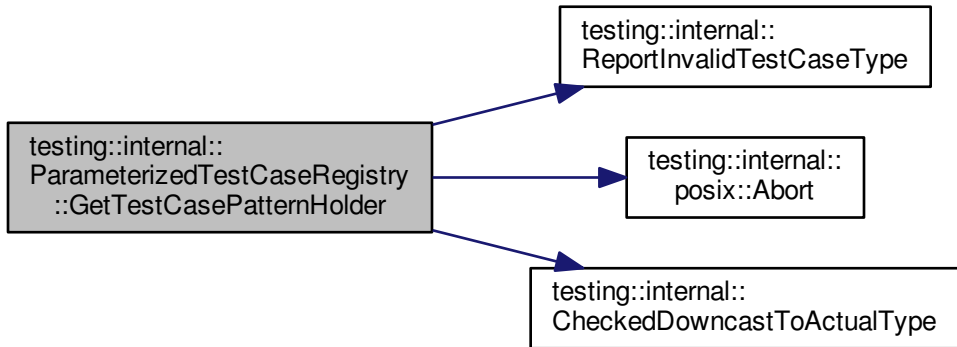 testing::internal::
ReportInvalidTestCaseType
testing::internal::
ParameterizedTestCaseRegistry
::GetTestCasePatternHolder
testing::internal::
posix::Abort
testing::internal::
CheckedDowncastToActualType